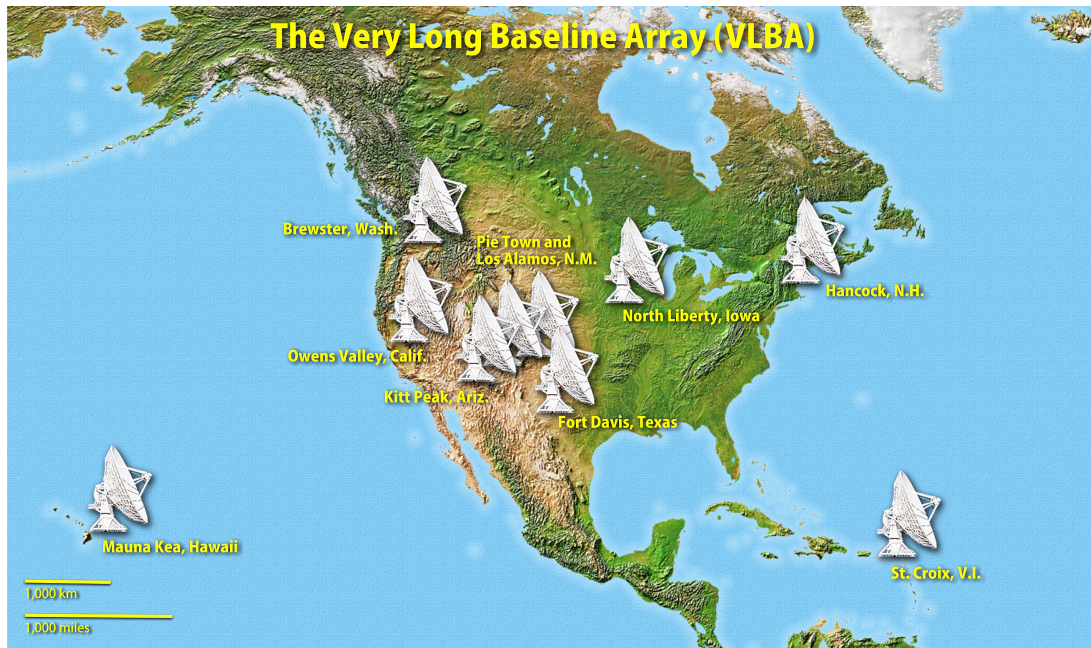 The Very Long Baseline Array (VLBA)
Brewster, Wash.
Pie Town and
Los Alamos, N.M.
Hancock, N.H.
North Liberty, Iowa
Owens Valley, Calif.
Kitt Peak, Ariz.
Fort Davis, Texas
Mauna Kea, Hawaii
St. Croix, V.I.
1,000 km
1,000 miles